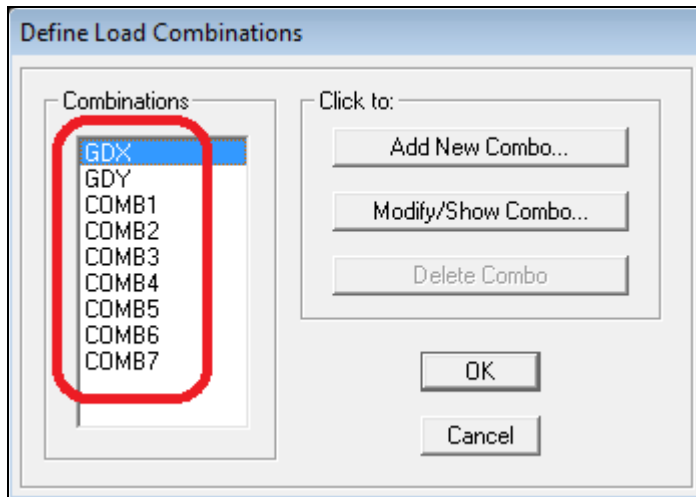 Define Load Combinations
Combinations
GDX
GDY
COMB1
COMB2
COMB3
COMB4
COMB5
COMB6
COMB7
Click to:
Add New Combo...
Modify/Show Combo...
Delete Combo
OK
Cancel